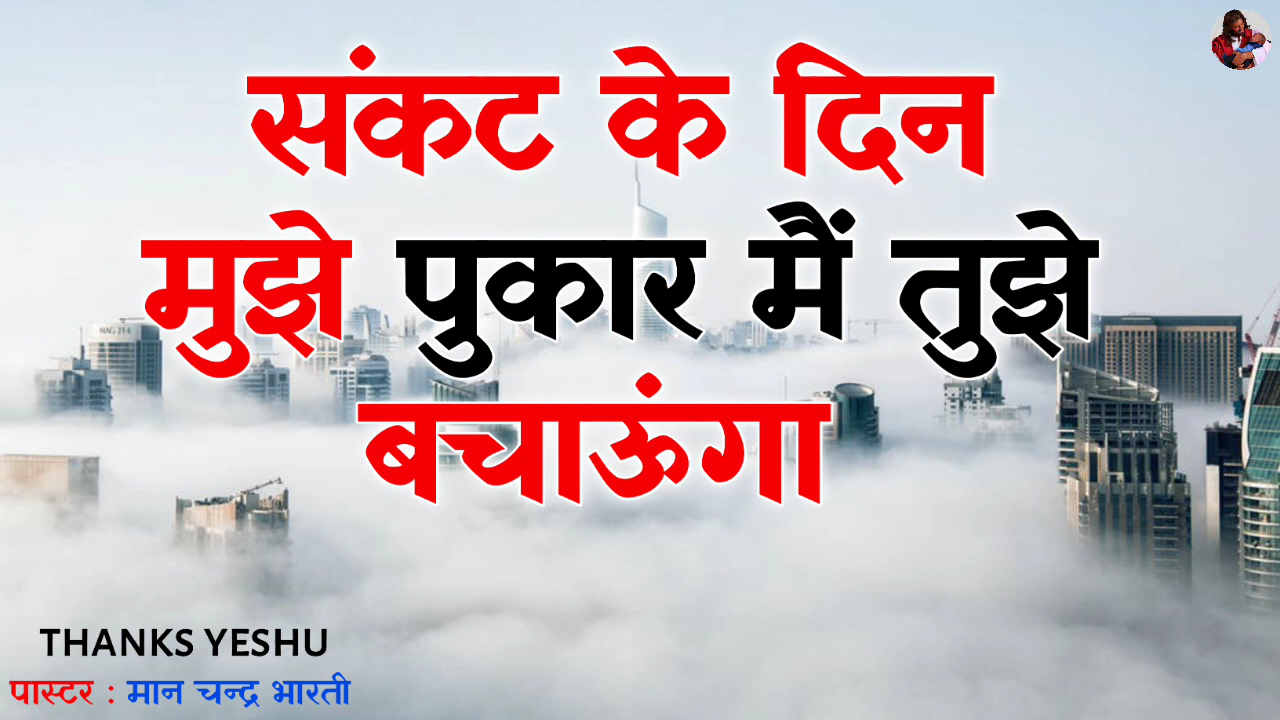 संकट के दिन
मुझे पुकार मैं तुझे
बचाऊंगा
THANKS YESHU
पास्टर : मान चन्द्र भारती